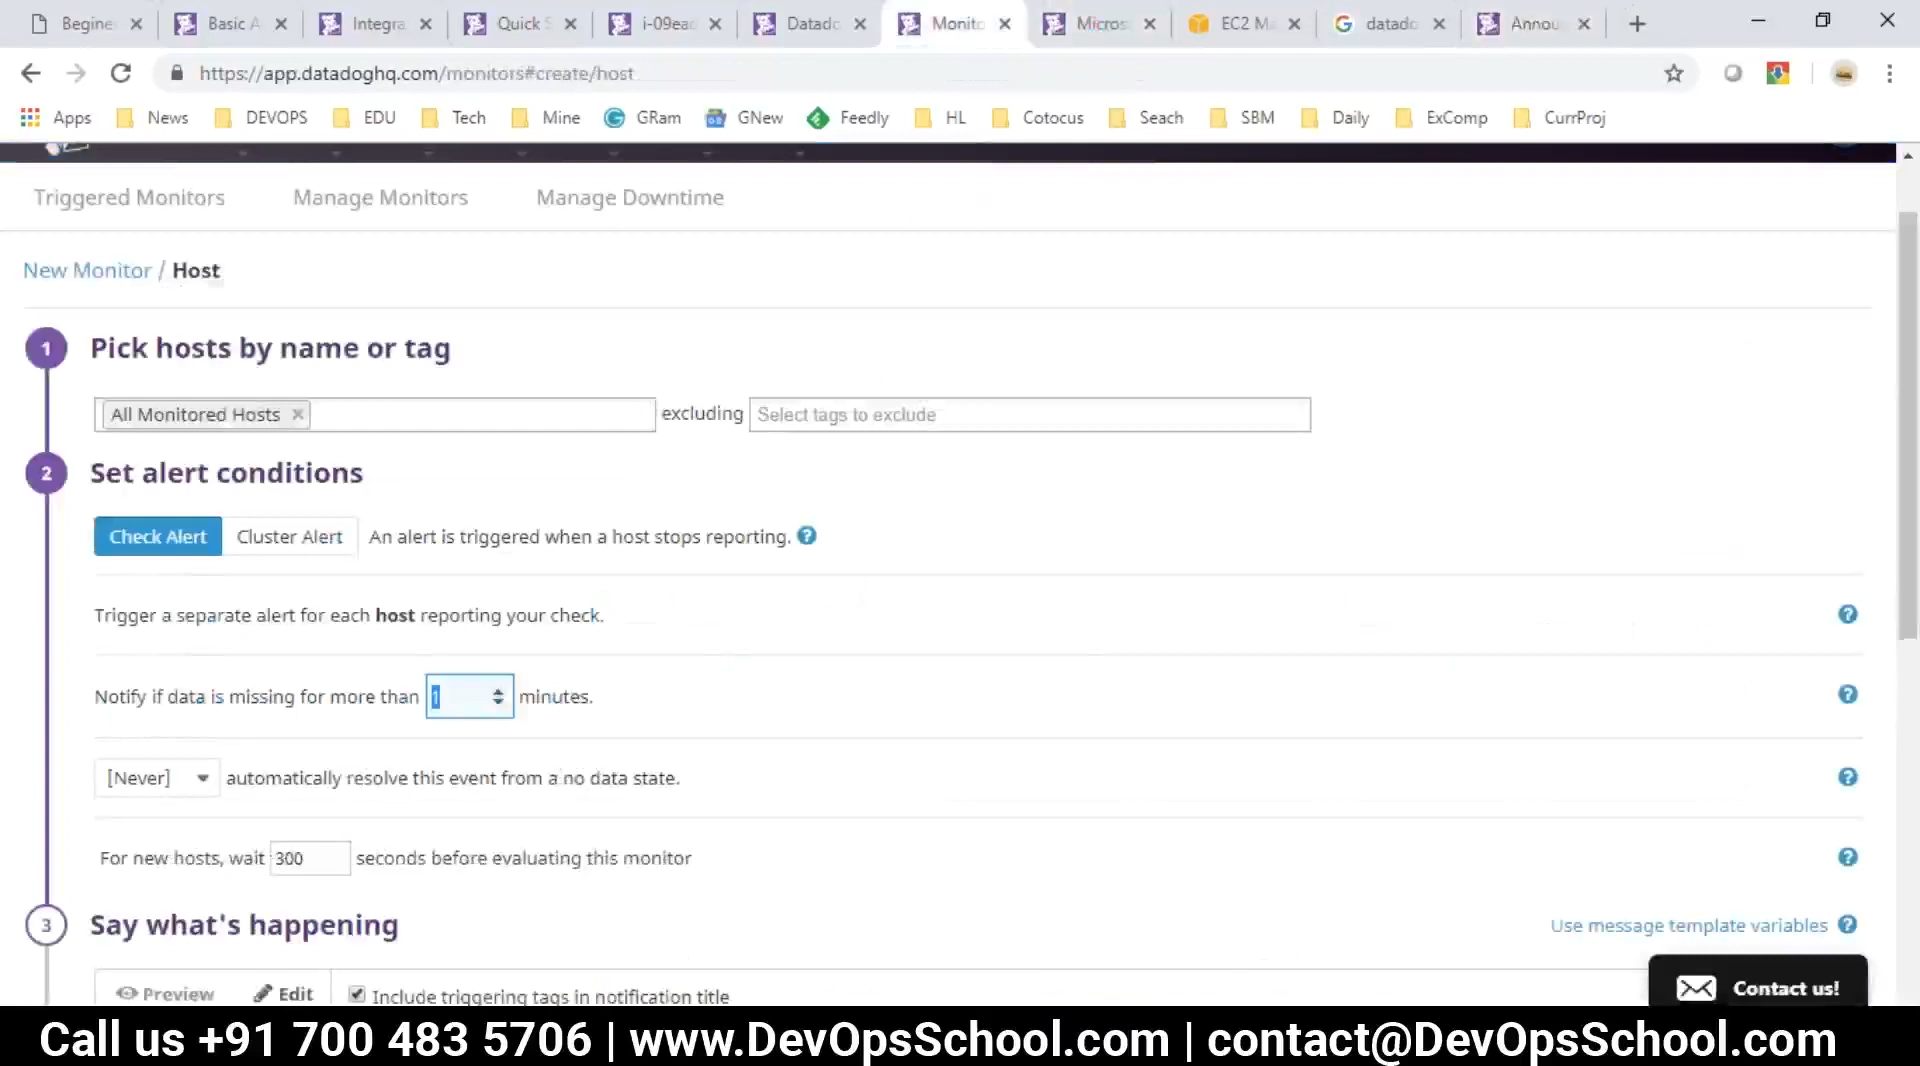 Begine
Basic A
Integra
Quick S
i-09ea
Datado
Monito
Micros
EC2 M
datado
Annou
https://app.datadoghq.com/monitors#create/host
Apps
News
DEVOPS
EDU
Tech
Mine
GRam
GNew
Feedly
HL
Cotocus
Seach
SBM
Daily
ExComp
CurrProj
Triggered Monitors
Manage Monitors
Manage Downtime
New Monitor / Host
1 Pick hosts by name or tag
All Monitored Hosts × excluding Select tags to exclude
2 Set alert conditions
Check Alert Cluster Alert An alert is triggered when a host stops reporting. ?
Trigger a separate alert for each host reporting your check. ?
Notify if data is missing for more than 1 minutes. ?
[Never] automatically resolve this event from a no data state. ?
For new hosts, wait 300 seconds before evaluating this monitor ?
3 Say what's happening
Use message template variables ?
Preview Edit Include triggering tags in notification title
Contact us!
Call us +91 700 483 5706 | www.DevOpsSchool.com | contact@DevOpsSchool.com